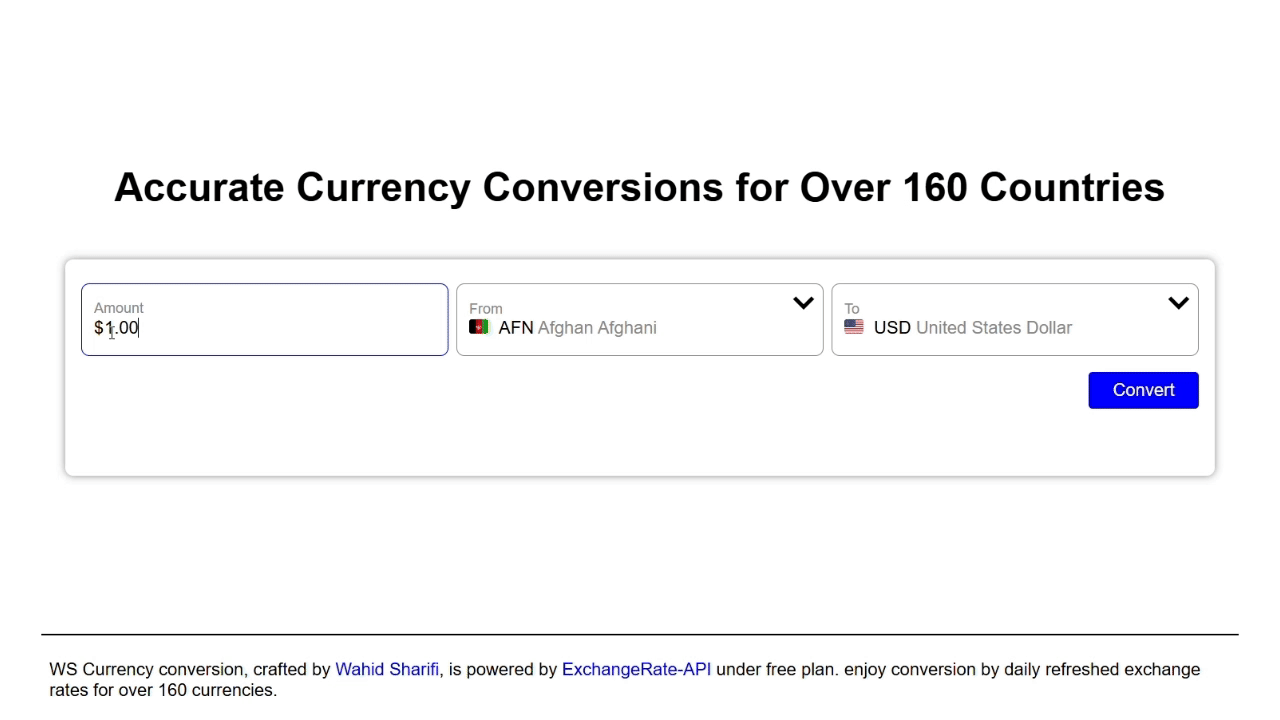 Accurate Currency Conversions for Over 160 Countries
Amount
$1.00
From
AFN Afghan Afghani
To
USD United States Dollar
Convert
WS Currency conversion, crafted by Wahid Sharifi, is powered by ExchangeRate-API under free plan. enjoy conversion by daily refreshed exchange
rates for over 160 currencies.